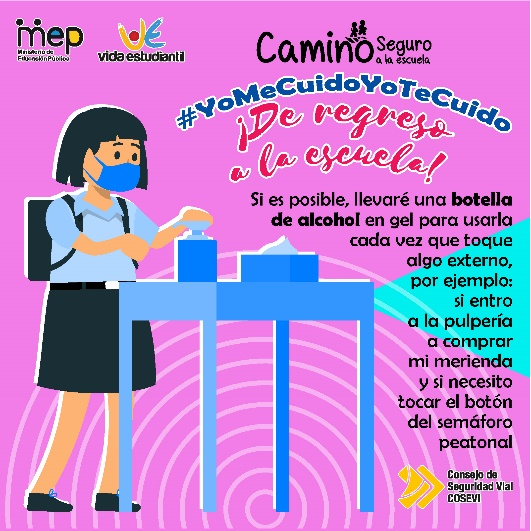 mep
Ministerio de
Educación Pública
VE
vida estudiantil
Camino Seguro
a la escuela
#YoMeCuidoYoTeCuido
¡De regreso
a la escuela!
Si es posible, llevaré una botella
de alcohol en gel para usarla
cada vez que toque
algo externo,
por ejemplo:
si entro
a la pulpería
a comprar
mi merienda
y si necesito
tocar el botón
del semáforo
peatonal
Consejo de
Seguridad Vial
COSEVI